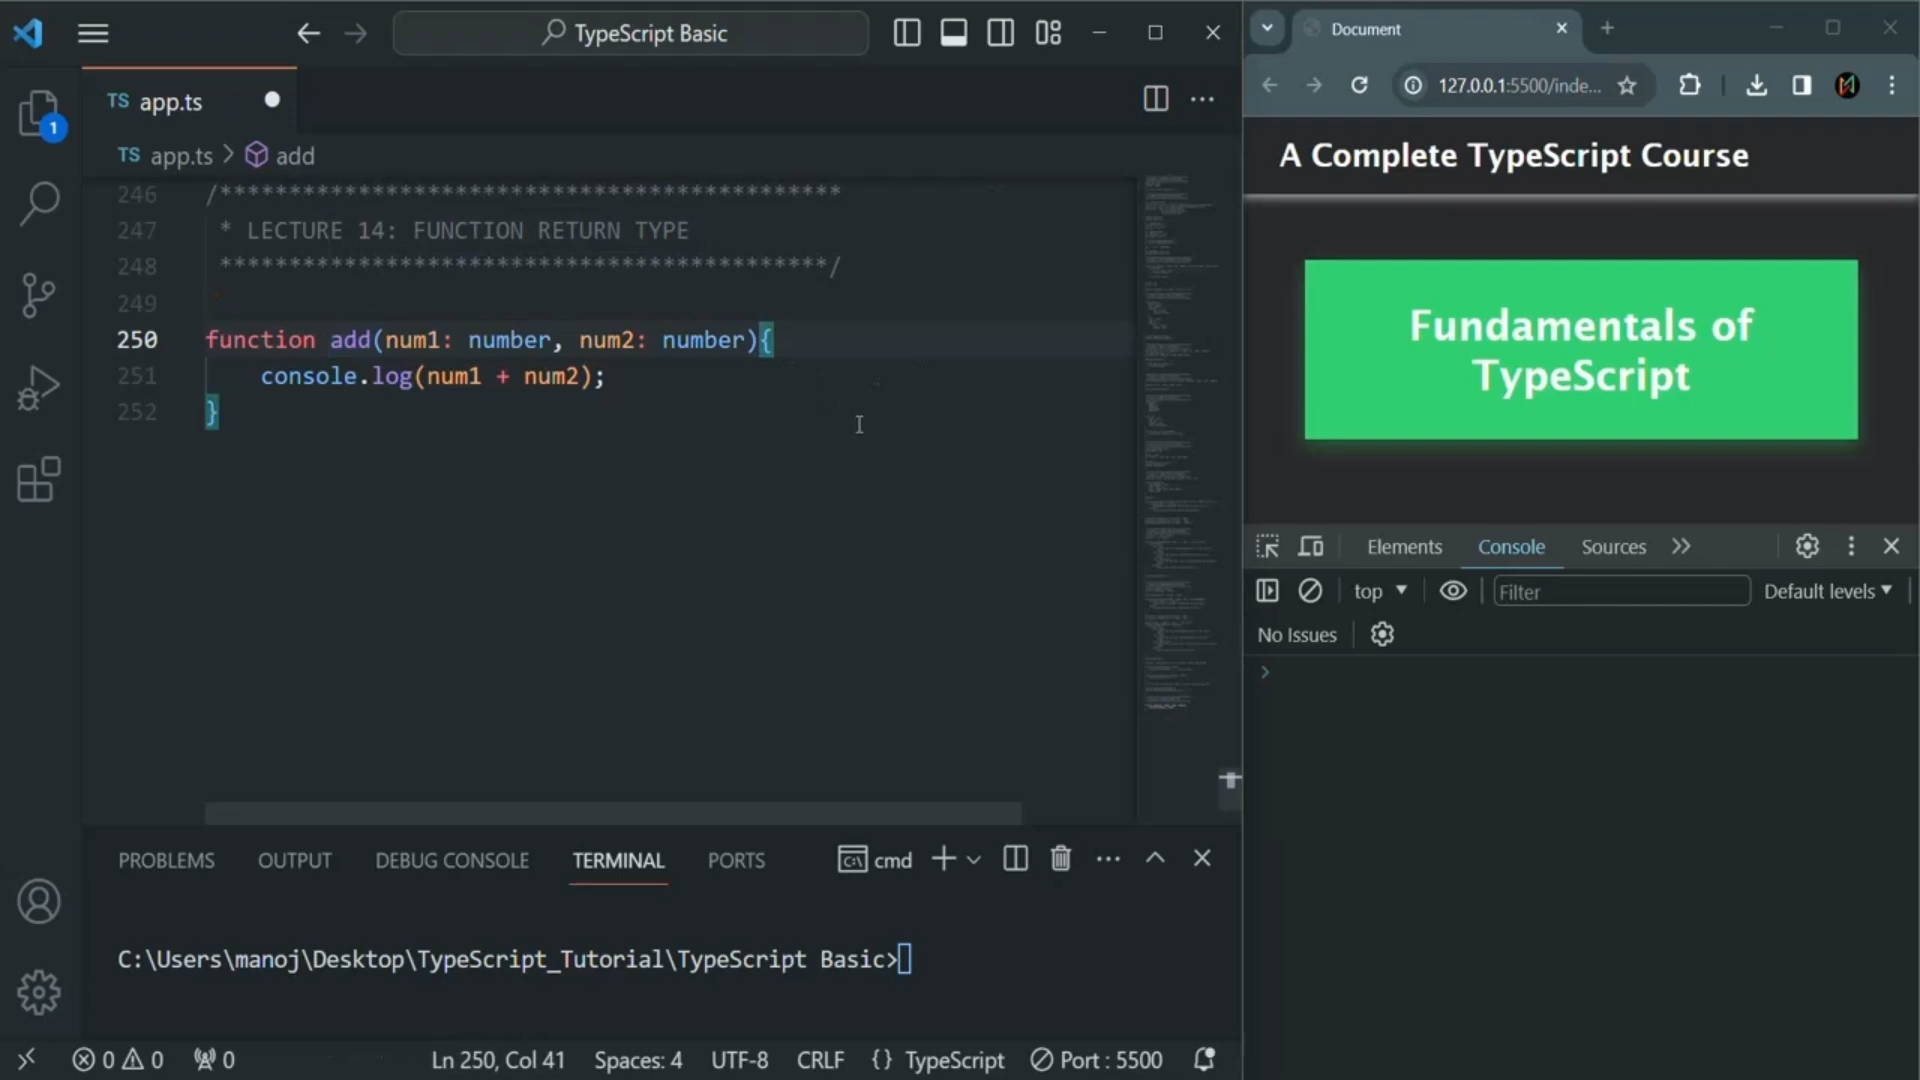 TypeScript Basic
TS app.ts
TS app.ts > add
246 /*********************************************
247 * LECTURE 14: FUNCTION RETURN TYPE
248 ********************************************/
249
250 function add(num1: number, num2: number){
251 console.log(num1 + num2);
252 }
1
PROBLEMS OUTPUT DEBUG CONSOLE TERMINAL PORTS cmd
C:\Users\manoj\Desktop\TypeScript_Tutorial\TypeScript Basic>
0 0 0 Ln 250, Col 41 Spaces: 4 UTF-8 CRLF {} TypeScript Port : 5500
Document
127.0.0.1:5500/inde...
A Complete TypeScript Course
Fundamentals of
TypeScript
Elements Console Sources
top Filter Default levels
No Issues
>